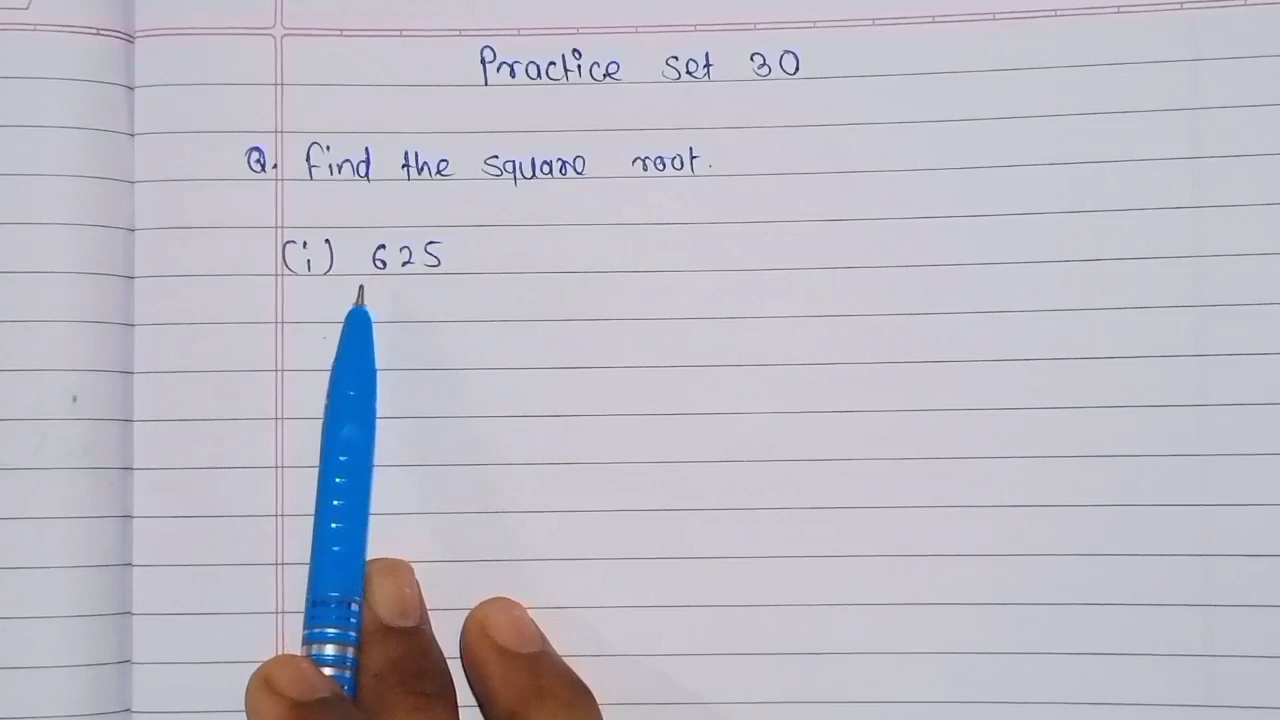 Practice set 30
Q. find the square root.
(i) 625